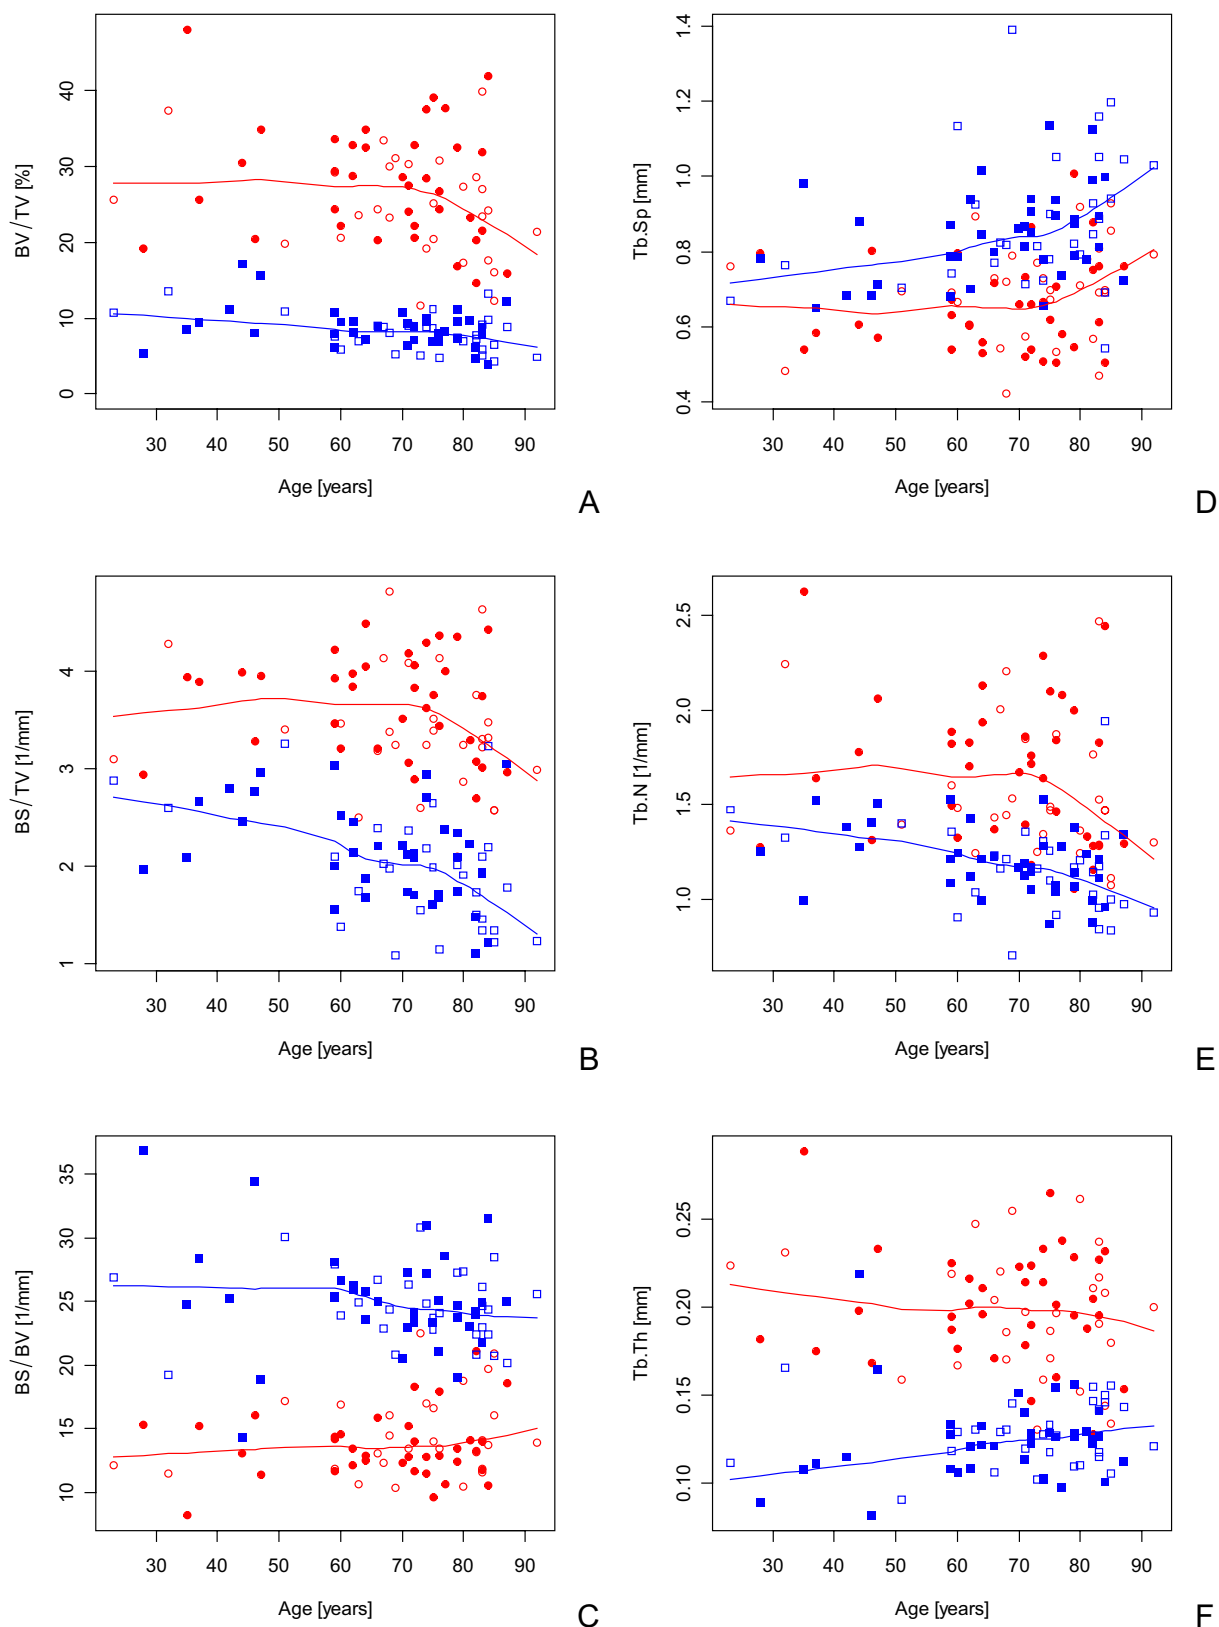 BV/TV [%]
40
30
20
10
0
30 40 50 60 70 80 90
Age [years]
A
Tb.Sp [mm]
1.4
1.2
1.0
0.8
0.6
0.4
30 40 50 60 70 80 90
Age [years]
D
BS/TV [1/mm]
4
3
2
1
30 40 50 60 70 80 90
Age [years]
B
Tb.N [1/mm]
2.5
2.0
1.5
1.0
30 40 50 60 70 80 90
Age [years]
E
BS/BV [1/mm]
35
30
25
20
15
10
30 40 50 60 70 80 90
Age [years]
C
Tb.Th [mm]
0.25
0.20
0.15
0.10
30 40 50 60 70 80 90
Age [years]
F